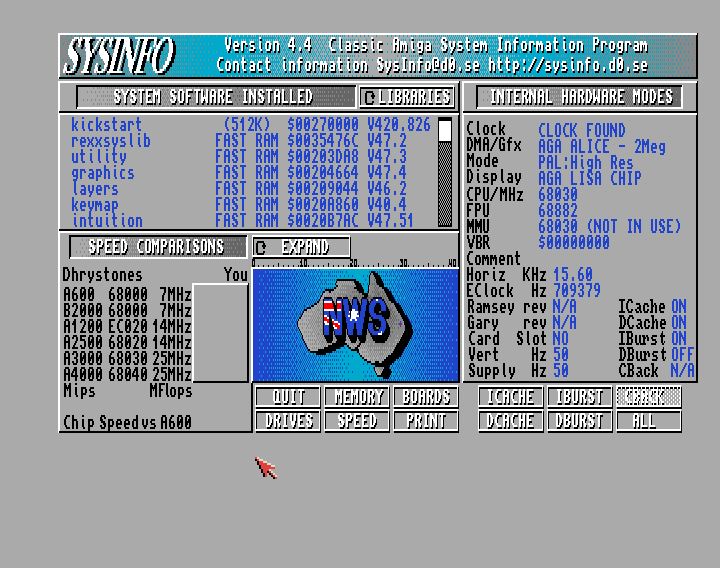 SYSINFO
Version 4.4 Classic Amiga System Information Program
Contact information SysInfo@d0.se http://sysinfo.d0.se
SYSTEM SOFTWARE INSTALLED LIBRARIES
kickstart (512K) $00270000 V420.826
rexxsyslib FAST RAM $0035476C V47.2
utility FAST RAM $00203DA8 V47.3
graphics FAST RAM $00204664 V47.4
layers FAST RAM $00209044 V46.2
keymap FAST RAM $0020A860 V40.4
intuition FAST RAM $0020B7AC V47.51
INTERNAL HARDWARE MODES
Clock CLOCK FOUND
DMA/Gfx AGA ALICE - 2Meg
Mode PAL:High Res
Display AGA LISA CHIP
CPU/MHz 68030
FPU 68882
MMU 68030 (NOT IN USE)
VBR $00000000
Comment
Horiz KHz 15.60
EClock Hz 709379
Ramsey rev N/A ICache ON
Gary rev N/A DCache ON
Card Slot NO IBurst ON
Vert Hz 50 DBurst OFF
Supply Hz 50 CBack N/A
SPEED COMPARISONS EXPAND
0 10 20 30 40
Dhrystones You
A600 68000 7MHz
B2000 68000 7MHz
A1200 EC020 14MHz
A2500 68020 14MHz
A3000 68030 25MHz
A4000 68040 25MHz
Mips MFlops
Chip Speed vs A600
NWS
QUIT MEMORY BOARDS ICACHE IBURST CBACK
DRIVES SPEED PRINT DCACHE DBURST ALL